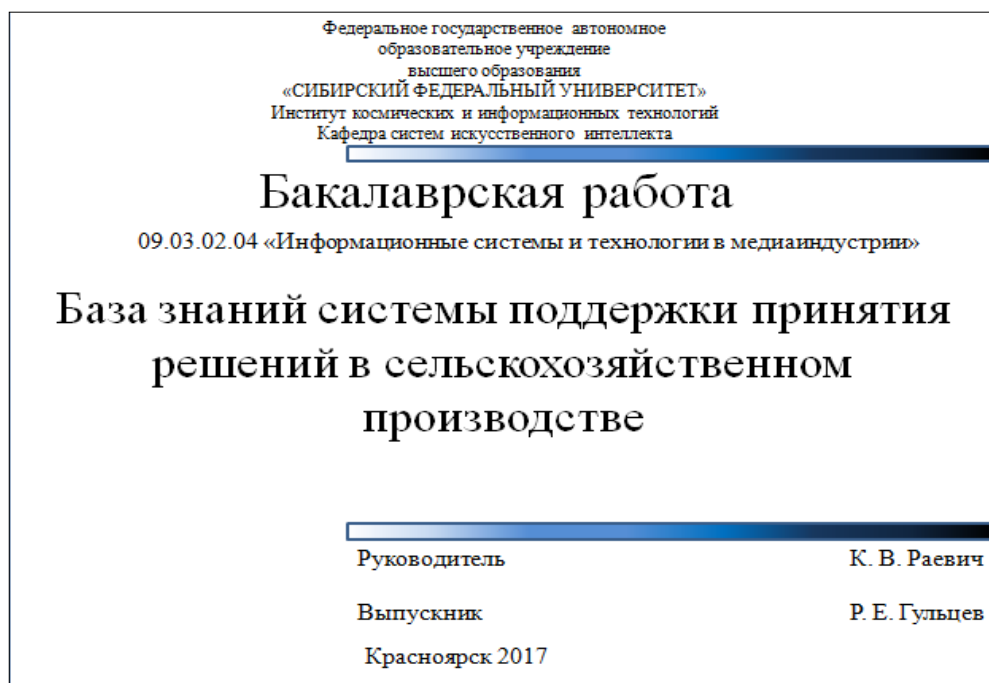 Федеральное государственное автономное
образовательное учреждение
высшего образования
«СИБИРСКИЙ ФЕДЕРАЛЬНЫЙ УНИВЕРСИТЕТ»
Институт космических и информационных технологий
Кафедра систем искусственного интеллекта
Бакалаврская работа
09.03.02.04 «Информационные системы и технологии в медиаиндустрии»
База знаний системы поддержки принятия
решений в сельскохозяйственном
производстве
Руководитель К. В. Раевич
Выпускник Р. Е. Гульцев
Красноярск 2017